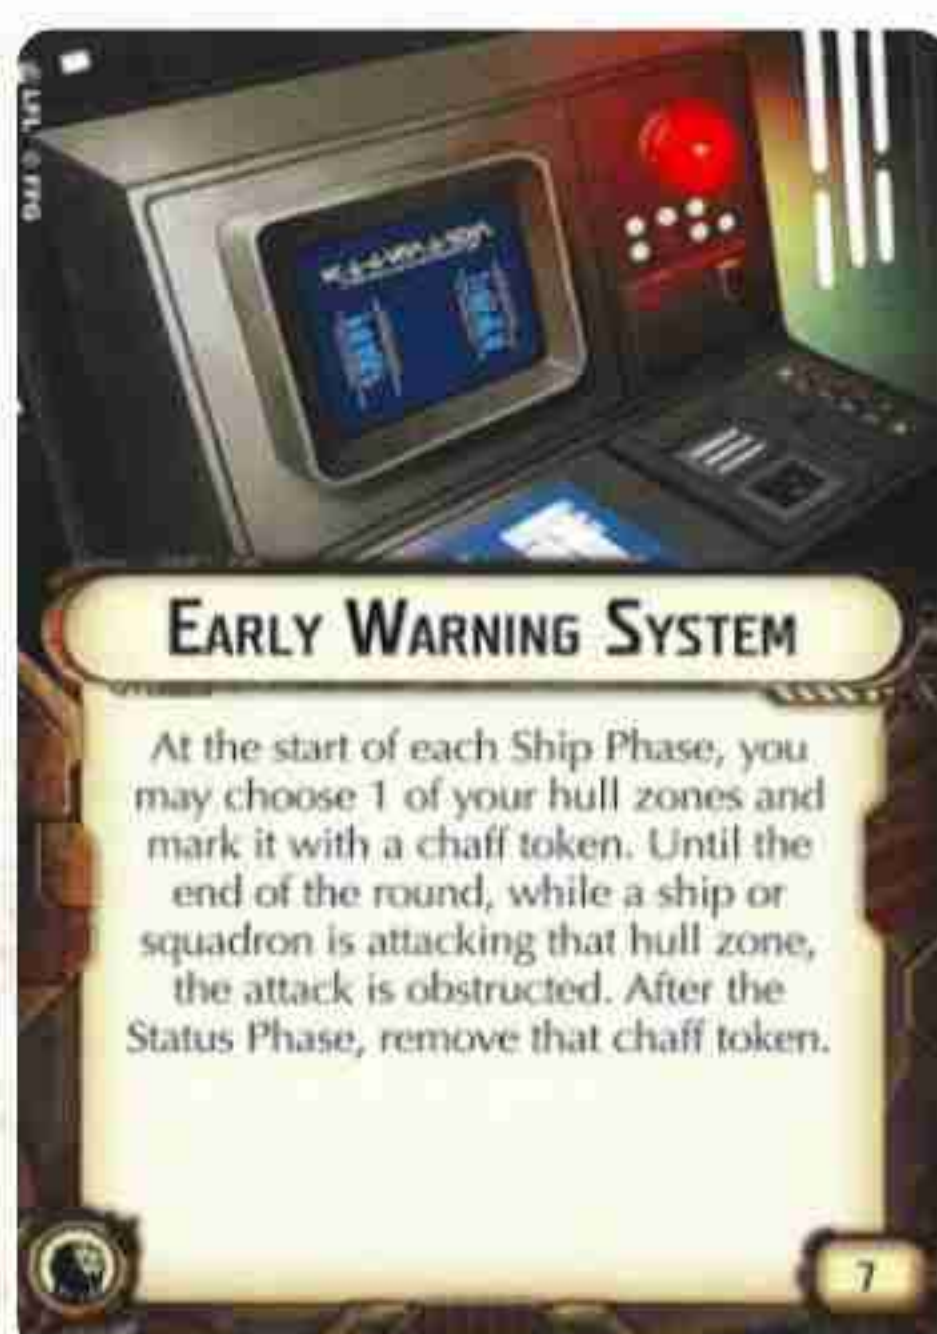 © LFL © FFG
EARLY WARNING SYSTEM
At the start of each Ship Phase, you
may choose 1 of your hull zones and
mark it with a chaff token. Until the
end of the round, while a ship or
squadron is attacking that hull zone,
the attack is obstructed. After the
Status Phase, remove that chaff token.
7